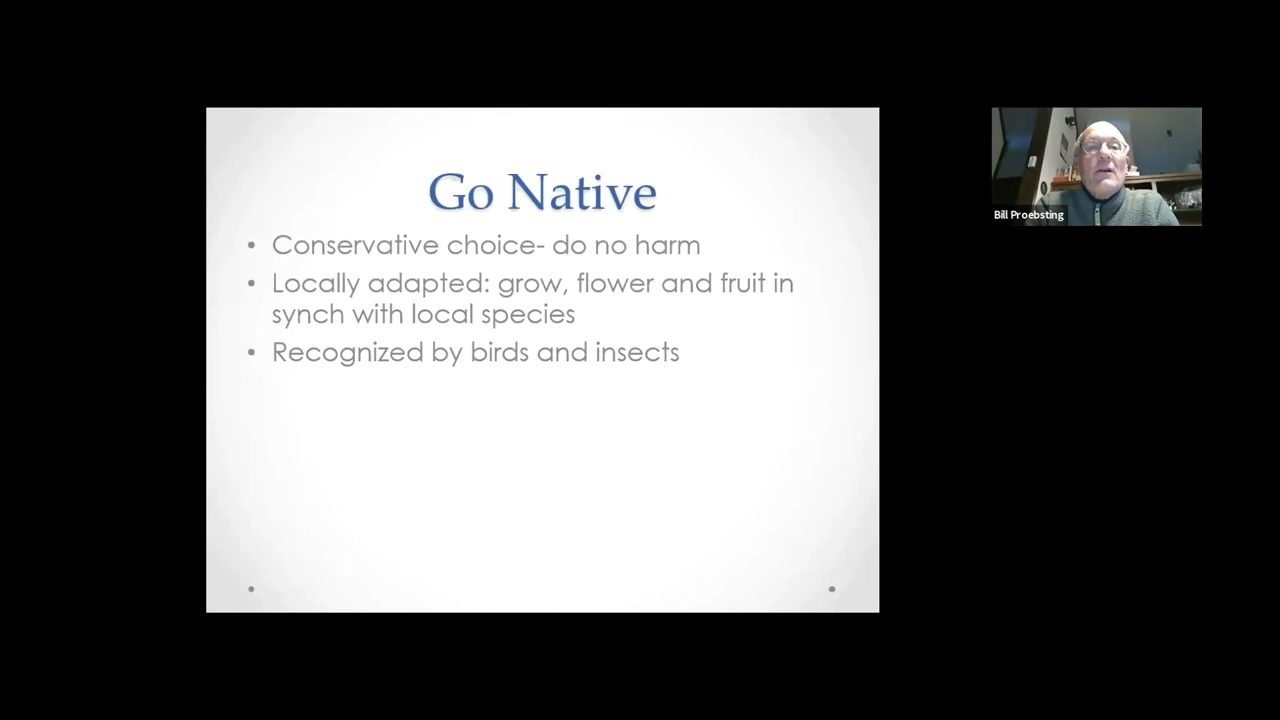 Go Native
• Conservative choice- do no harm
• Locally adapted: grow, flower and fruit in
synch with local species
• Recognized by birds and insects
Bill Proebsting